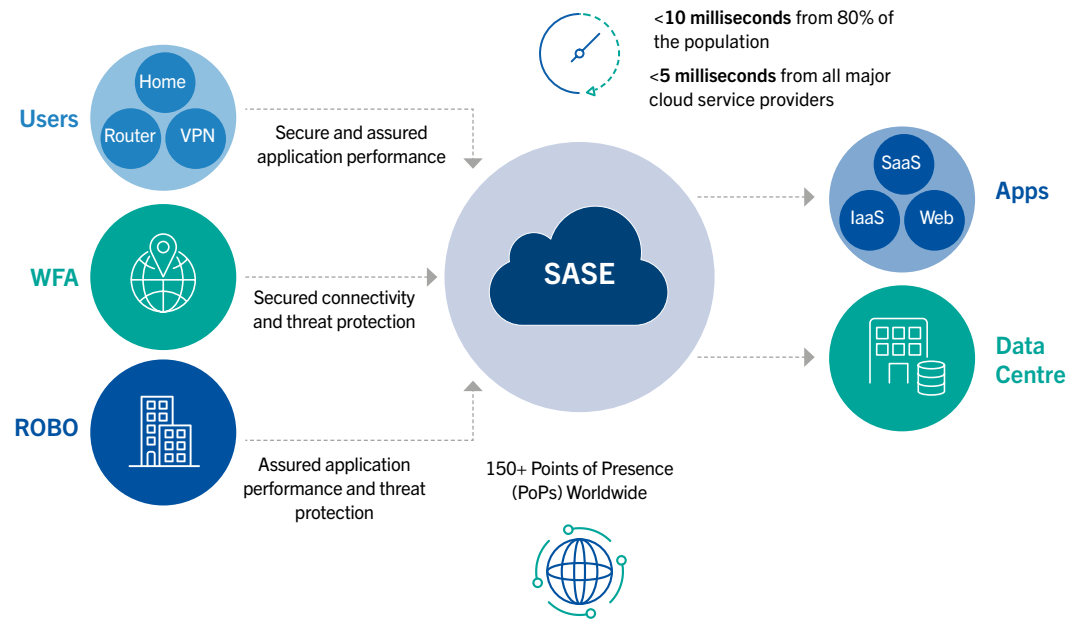 <10 milliseconds from 80% of
the population
<5 milliseconds from all major
cloud service providers
Users
Home
Router
VPN
Secure and assured
application performance
WFA
Secured connectivity
and threat protection
ROBO
Assured application
performance and threat
protection
SASE
150+ Points of Presence
(PoPs) Worldwide
SaaS
IaaS
Web
Apps
Data
Centre